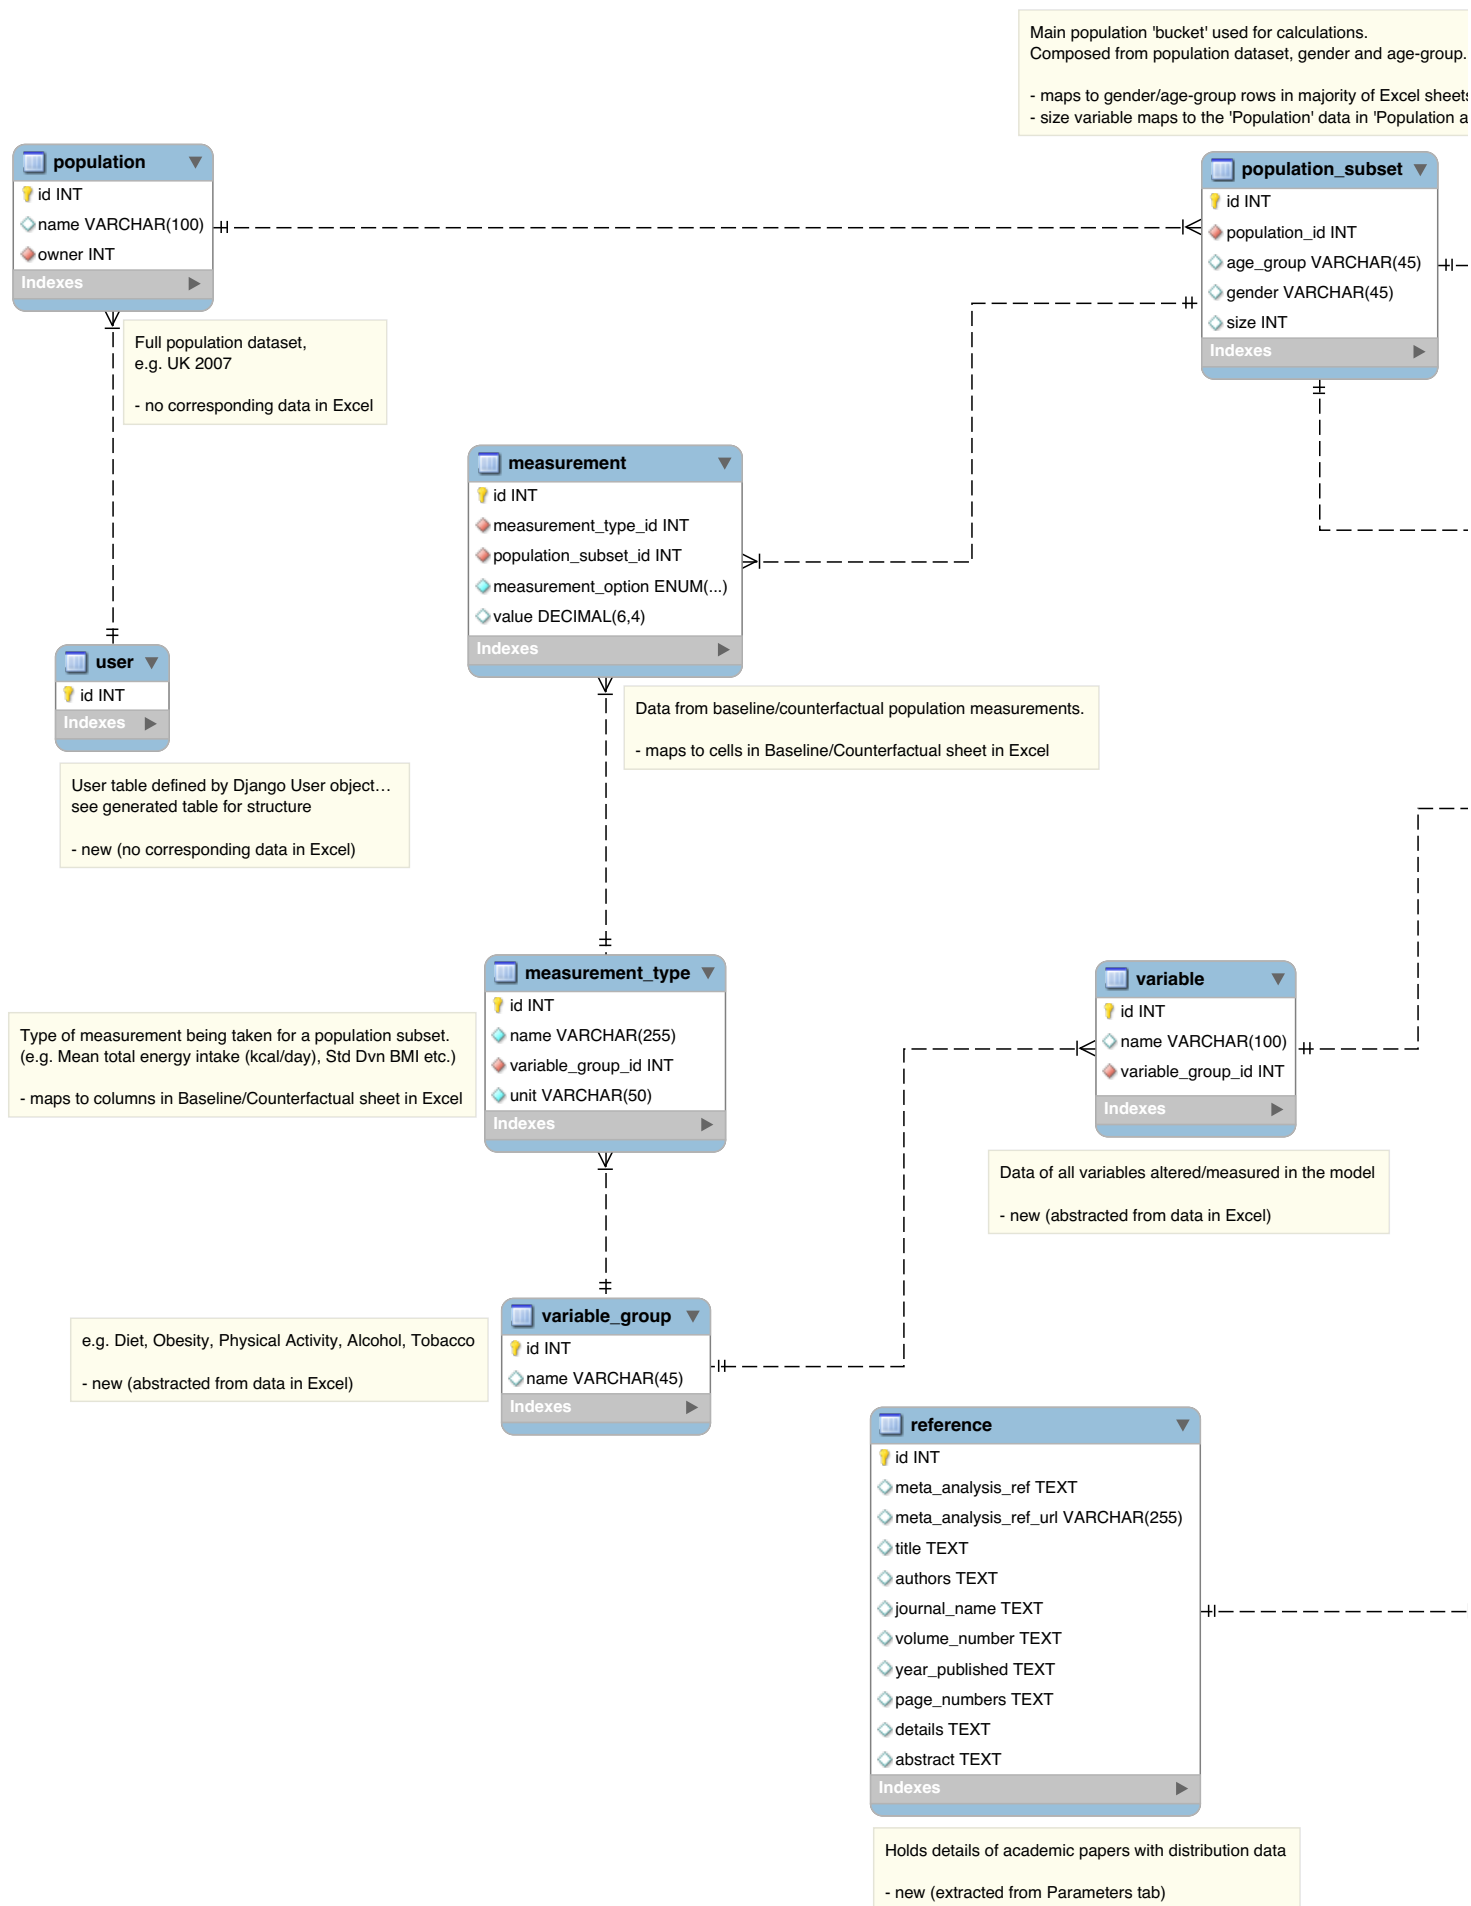 Main population 'bucket' used for calculations.
Composed from population dataset, gender and age-group.
- maps to gender/age-group rows in majority of Excel sheets
- size variable maps to the 'Population' data in 'Population a
population
id INT
name VARCHAR(100)
owner INT
Indexes
population_subset
id INT
population_id INT
age_group VARCHAR(45)
gender VARCHAR(45)
size INT
Indexes
Full population dataset,
e.g. UK 2007
- no corresponding data in Excel
measurement
id INT
measurement_type_id INT
population_subset_id INT
measurement_option ENUM(...)
value DECIMAL(6,4)
Indexes
user
id INT
Indexes
Data from baseline/counterfactual population measurements.
- maps to cells in Baseline/Counterfactual sheet in Excel
User table defined by Django User object…
see generated table for structure
- new (no corresponding data in Excel)
measurement_type
id INT
name VARCHAR(255)
variable_group_id INT
unit VARCHAR(50)
Indexes
Type of measurement being taken for a population subset.
(e.g. Mean total energy intake (kcal/day), Std Dvn BMI etc.)
- maps to columns in Baseline/Counterfactual sheet in Excel
variable
id INT
name VARCHAR(100)
variable_group_id INT
Indexes
Data of all variables altered/measured in the model
- new (abstracted from data in Excel)
variable_group
id INT
name VARCHAR(45)
Indexes
e.g. Diet, Obesity, Physical Activity, Alcohol, Tobacco
- new (abstracted from data in Excel)
reference
id INT
meta_analysis_ref TEXT
meta_analysis_ref_url VARCHAR(255)
title TEXT
authors TEXT
journal_name TEXT
volume_number TEXT
year_published TEXT
page_numbers TEXT
details TEXT
abstract TEXT
Indexes
Holds details of academic papers with distribution data
- new (extracted from Parameters tab)